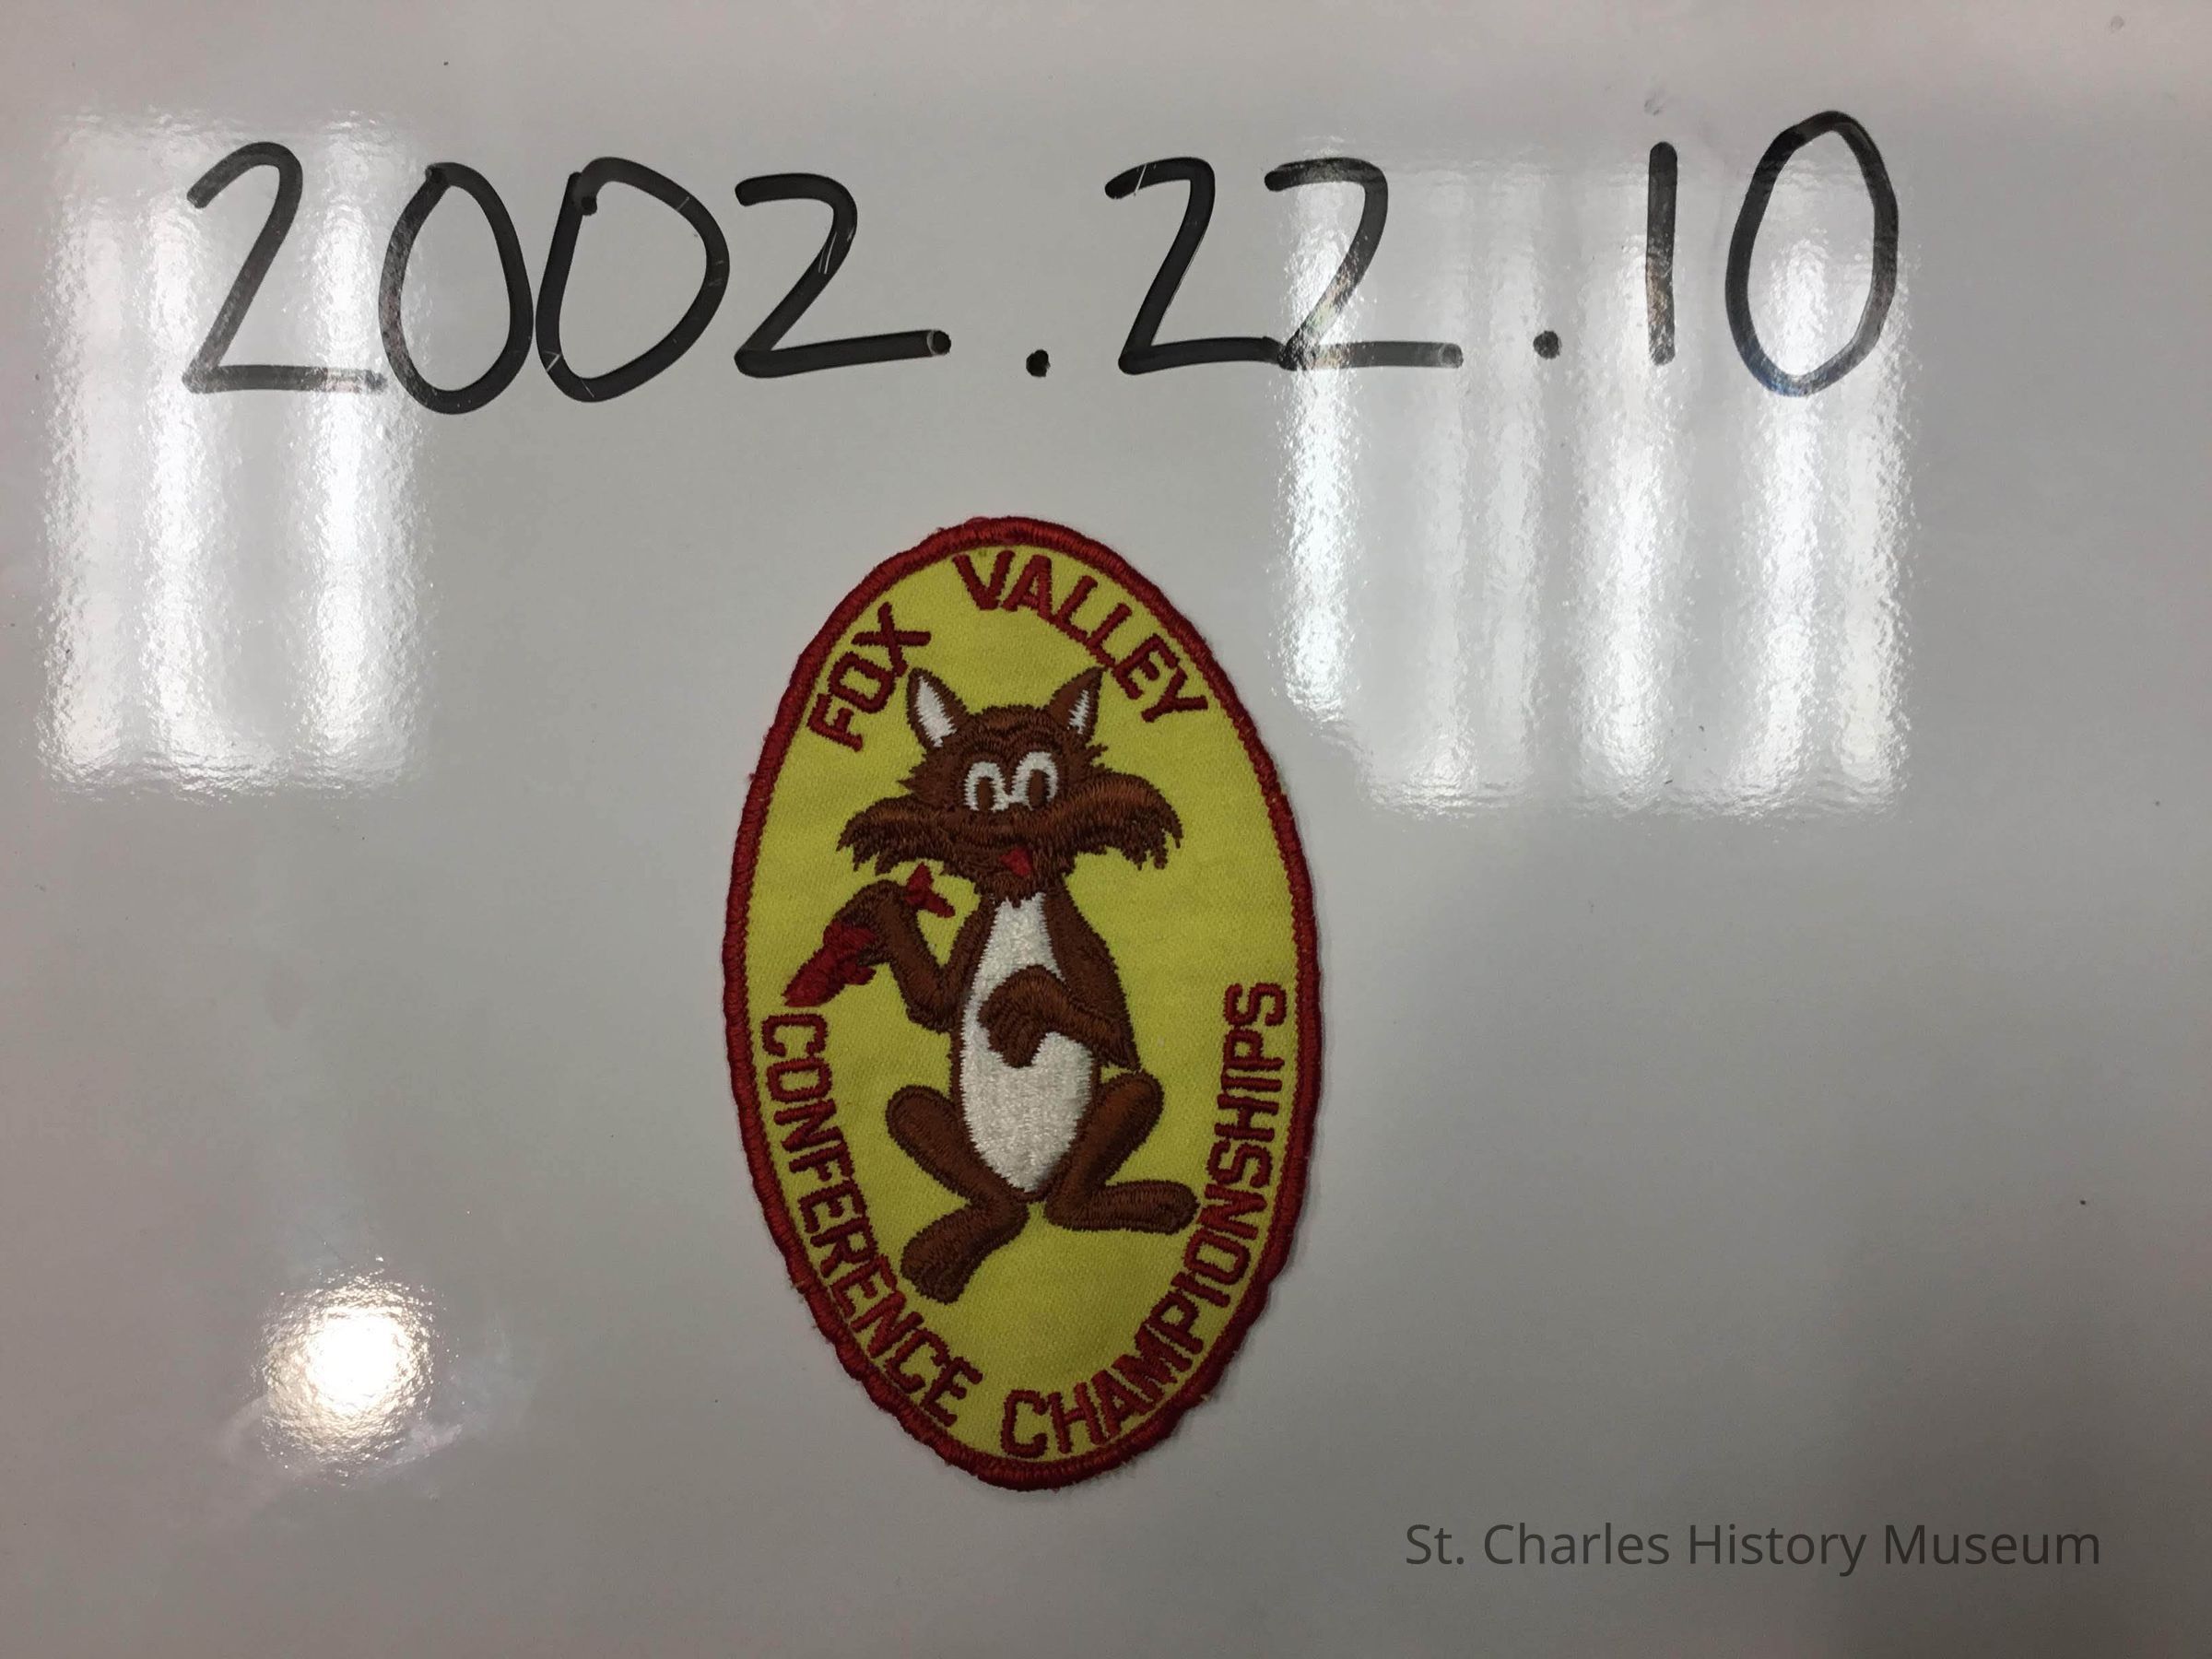 2002.22.10
FOX VALLEY
CONFERENCE CHAMPIONSHIPS
St. Charles History Museum